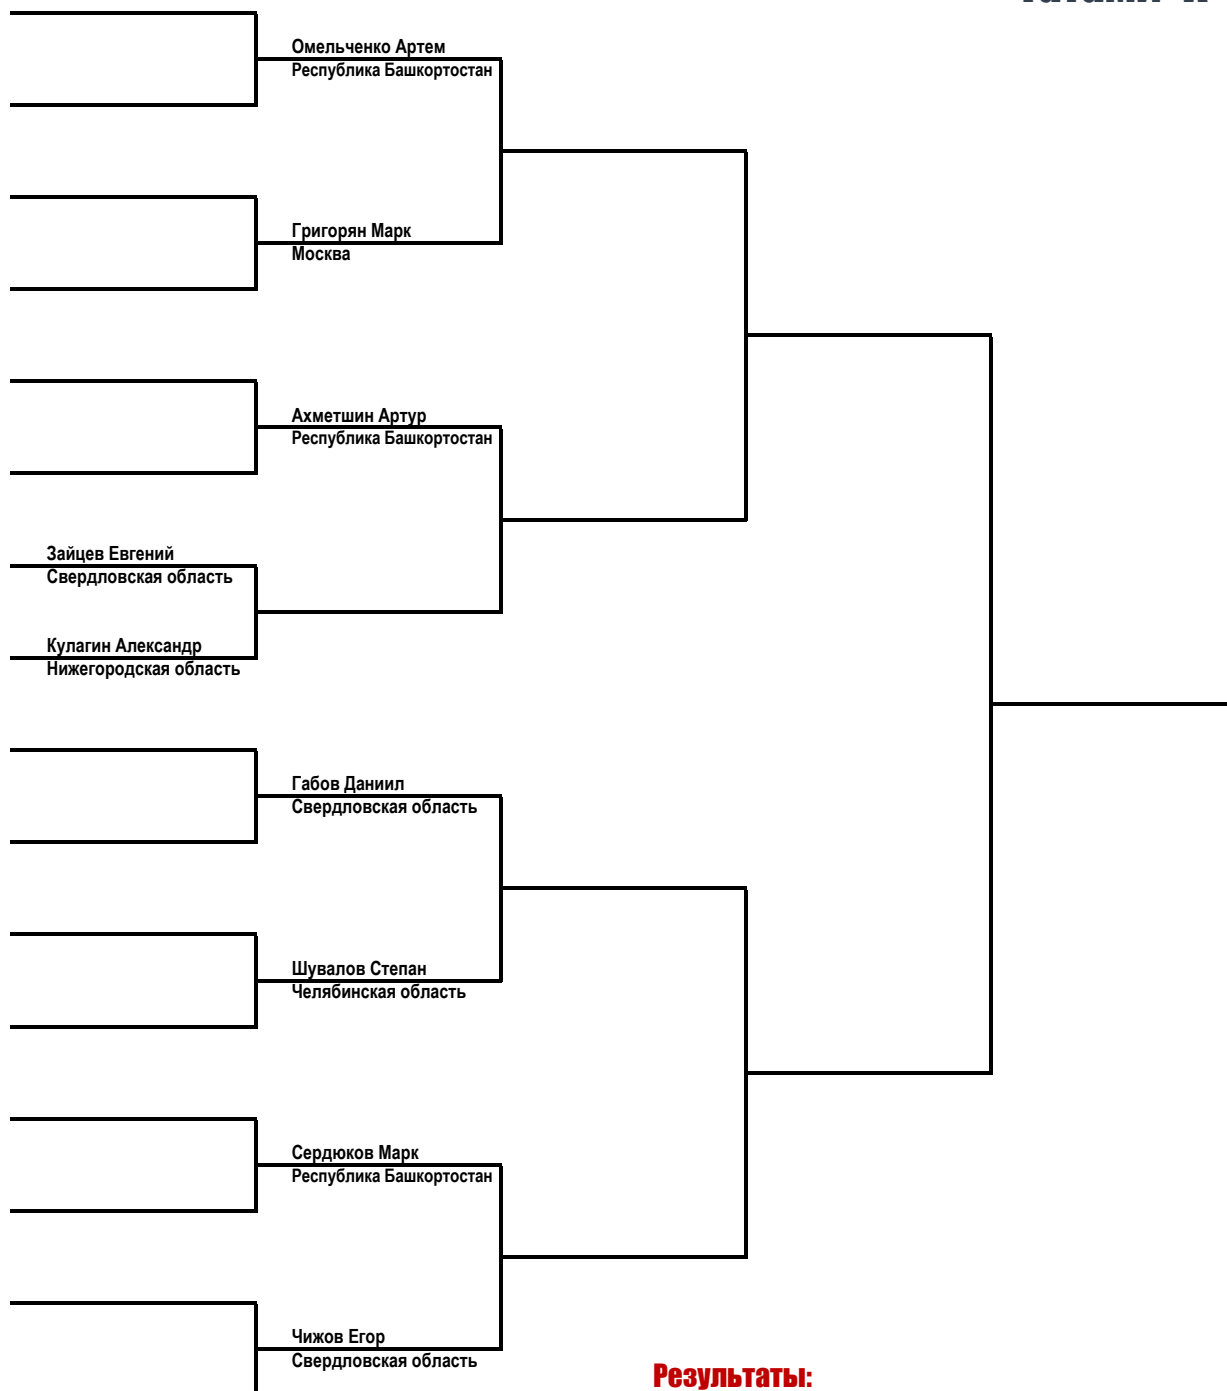 Омельченко Артем
Республика Башкортостан
Григорян Марк
Москва
Ахметшин Артур
Республика Башкортостан
Зайцев Евгений
Свердловская область
Кулагин Александр
Нижегородская область
Габов Даниил
Свердловская область
Шувалов Степан
Челябинская область
Сердюков Марк
Республика Башкортостан
Чижов Егор
Свердловская область
Результаты: